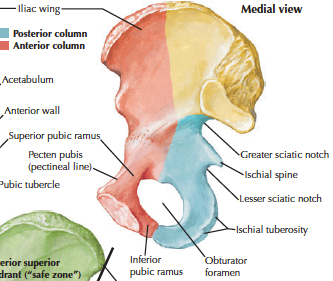 Iliac wing
Medial view
Posterior column
Anterior column
Acetabulum
Anterior wall
Superior pubic ramus
Pecten pubis
(pectineal line)
Pubic tubercle
Greater sciatic notch
Ischial spine
Lesser sciatic notch
Ischial tuberosity
Inferior
pubic ramus
Obturator
foramen
erior superior
drant (“safe zone”)